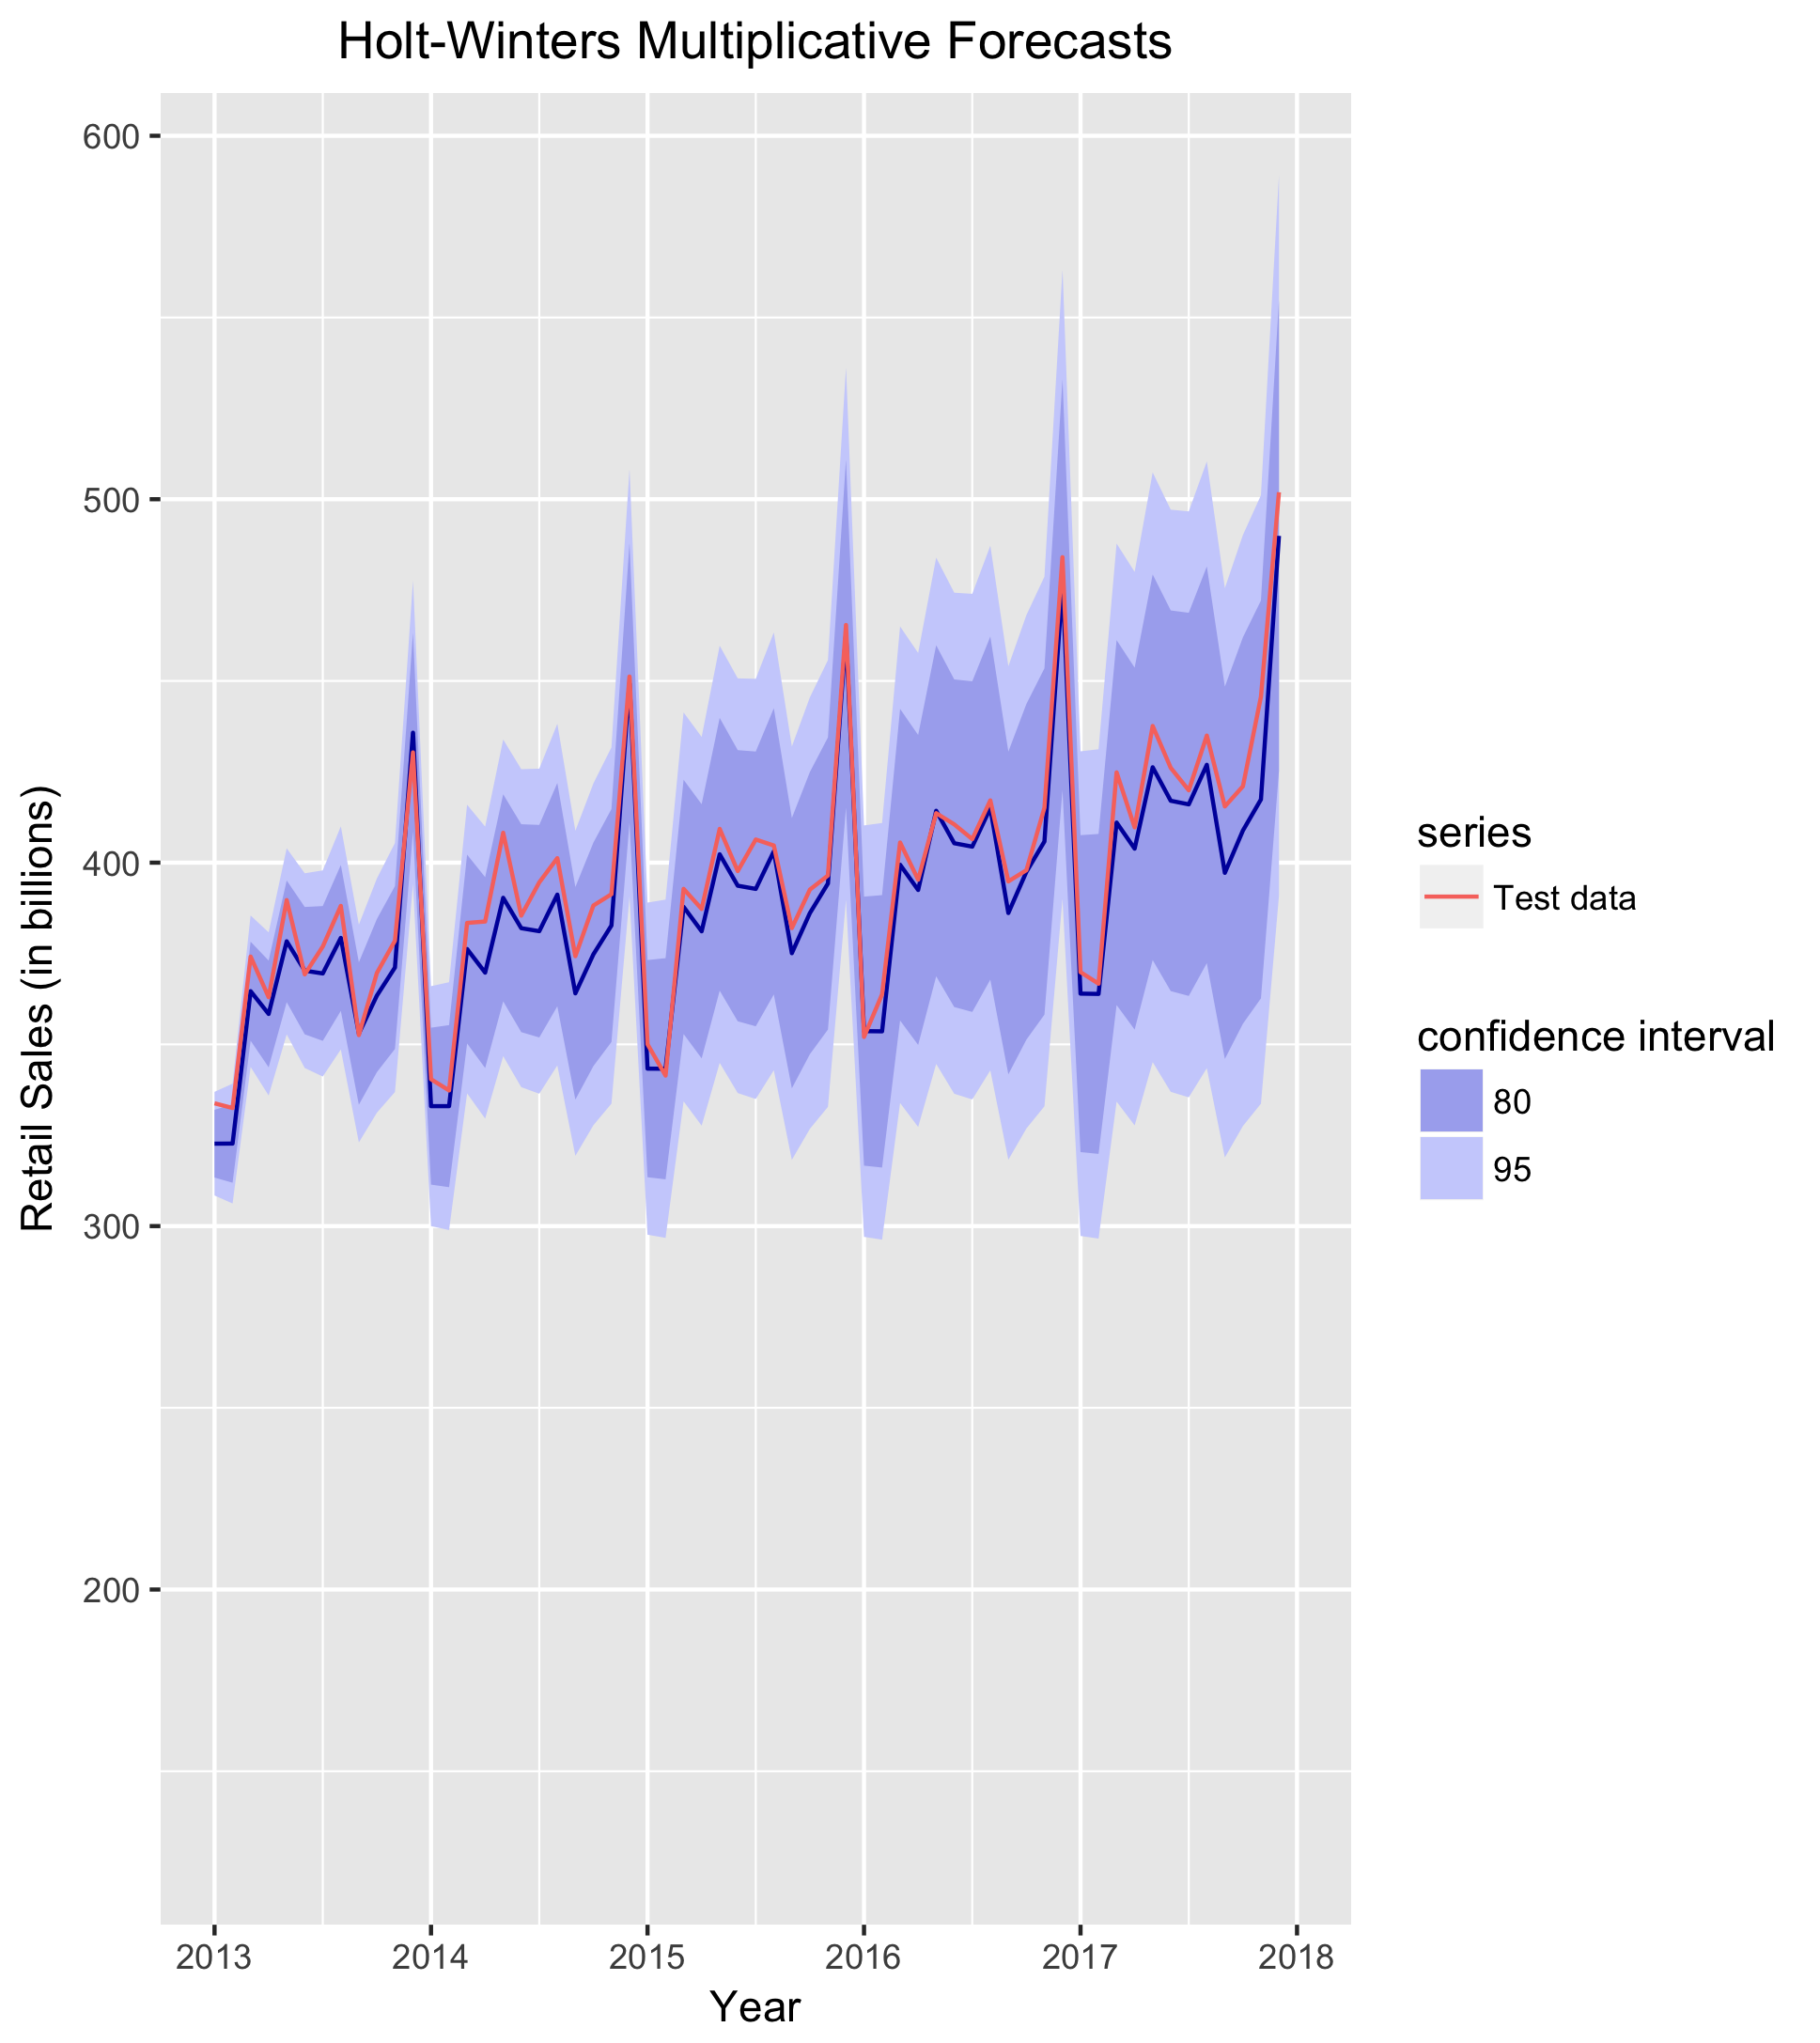 Holt-Winters Multiplicative Forecasts
600
500
400
300
200
Retail Sales (in billions)
2013 2014 2015 2016 2017 2018
Year
series
Test data
confidence interval
80
95